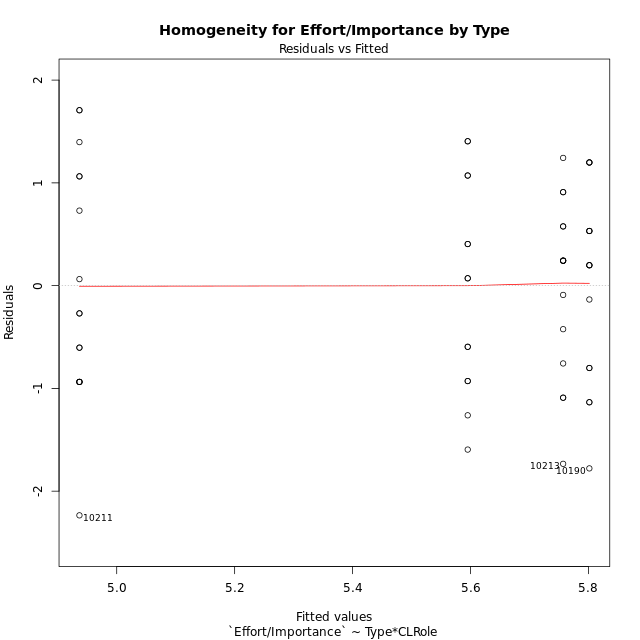 Homogeneity for Effort/Importance by Type
Residuals vs Fitted
2
1
0
-1
-2
Residuals
10213
10190
10211
5.0 5.2 5.4 5.6 5.8
Fitted values
`Effort/Importance` ~ Type*CLRole